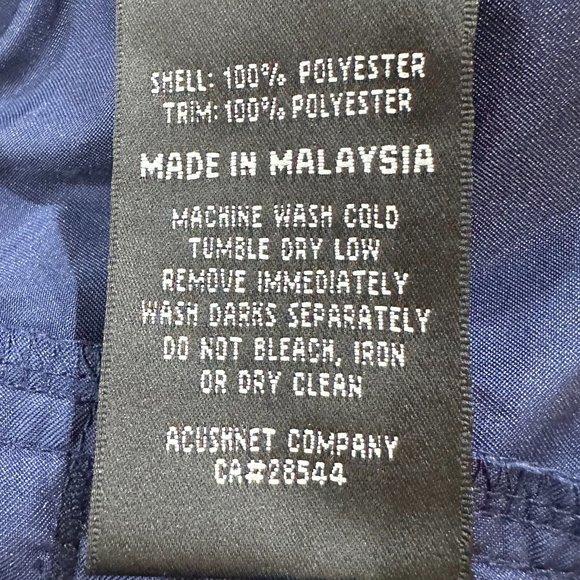 SHELL: 100% POLYESTER
TRIM: 100% POLYESTER
MADE IN MALAYSIA
MACHINE WASH COLD
TUMBLE DRY LOW
REMOVE IMMEDIATELY
WASH DARKS SEPARATELY
DO NOT BLEACH, IRON
OR DRY CLEAN
ACUSHNET COMPANY
CA#28544